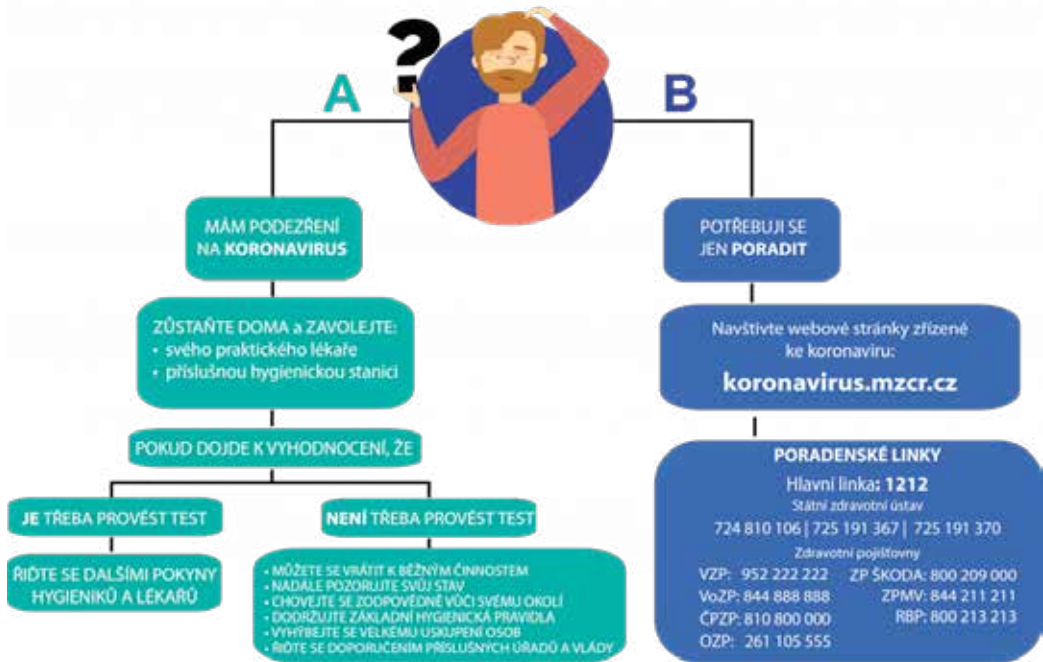 ?
A
B
MÁM PODEZŘENÍ
NA KORONAVIRUS
ZŮSTAŇTE DOMA a ZAVOLEJTE:
• svého praktického lékaře
• příslušnou hygienickou stanici
POKUD DOJDE K VYHODNOCENÍ, ŽE
JE TŘEBA PROVÉST TEST
ŘIĎTE SE DALŠÍMI POKYNY
HYGIENIKŮ A LÉKAŘŮ
NENÍ TŘEBA PROVÉST TEST
• MŮŽETE SE VRÁTIT K BĚŽNÝM ČINNOSTEM
• NADÁLE POZORUJTE SVŮJ STAV
• CHOVEJTE SE ZODPOVĚDNĚ VŮČI SVÉMU OKOLÍ
• DODRŽUJTE ZÁKLADNÍ HYGIENICKÁ PRAVIDLA
• VYHÝBEJTE SE VELKÉMU USKUPENÍ OSOB
• ŘIĎTE SE DOPORUČENÍM PŘÍSLUŠNÝCH ÚŘADŮ A VLÁDY
POTŘEBUJI SE
JEN PORADIT
Navštivte webové stránky zřízené
ke koronaviru:
koronavirus.mzcr.cz
PORADENSKÉ LINKY
Hlavní linka: 1212
Státní zdravotní ústav
724 810 106 | 725 191 367 | 725 191 370
Zdravotní pojišťovny
VZP: 952 222 222 ZP ŠKODA: 800 209 000
VoZP: 844 888 888 ZPMV: 844 211 211
ČPZP: 810 800 000 RBP: 800 213 213
OZP: 261 105 555